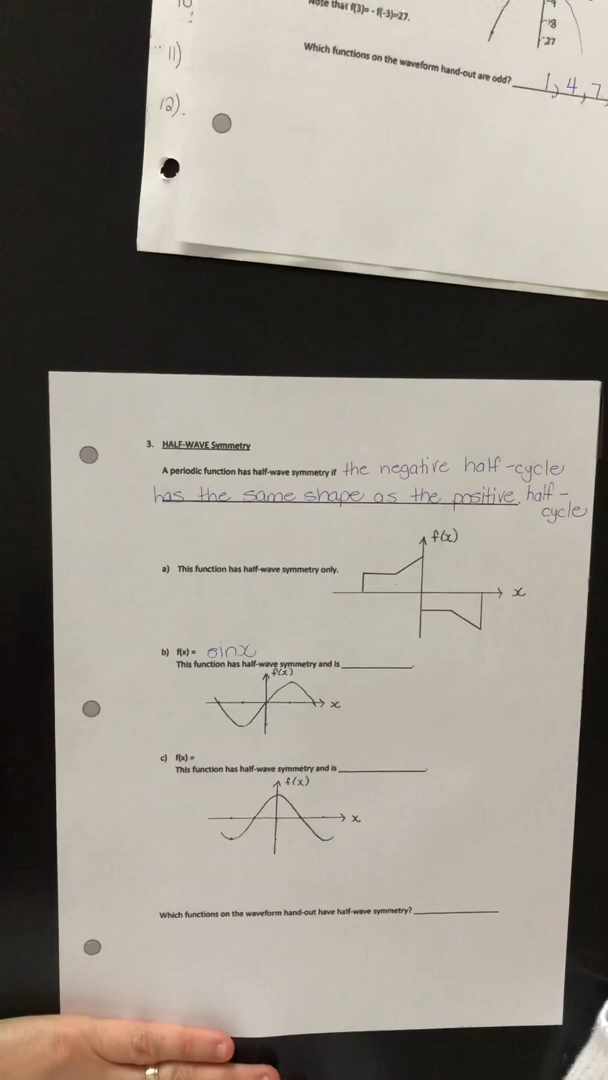 Note that f(3)= - f(-3)=27.
-18
-27
Which functions on the waveform hand-out are odd? 1, 4, 7,
11)
12).
3. HALF-WAVE Symmetry
A periodic function has half-wave symmetry if the negative half-cycle
has the same shape as the positive half-
cycle
f(x)
a) This function has half-wave symmetry only.
x
b) f(x) = sinx
This function has half-wave symmetry and is
f(x)
x
c) f(x) =
This function has half-wave symmetry and is
f(x)
x
Which functions on the waveform hand-out have half-wave symmetry?